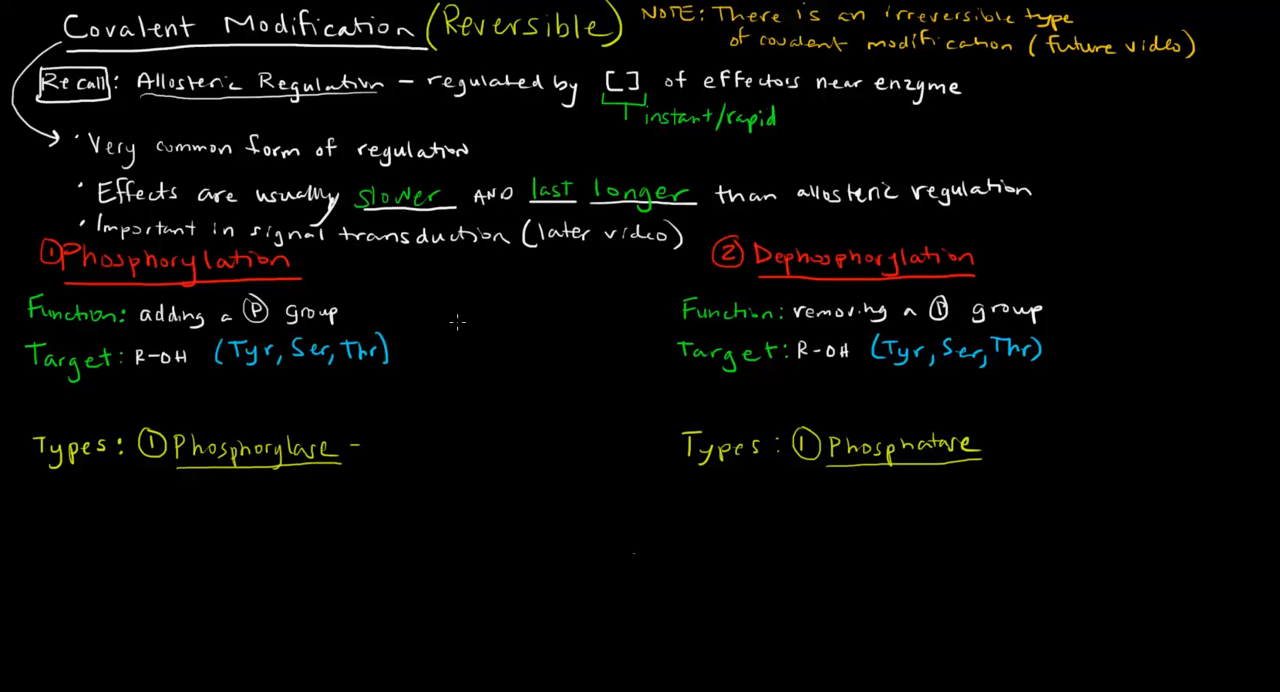 Covalent Modification (Reversible)
NOTE: There is an irreversible type
of covalent modification (future video)
Recall: Allosteric Regulation – regulated by [ ] of effectors near enzyme
instant/rapid
· Very common form of regulation
· Effects are usually slower AND last longer than allosteric regulation
· Important in signal transduction (later video)
① Phosphorylation
Function: adding a Ⓟ group
Target: R-OH (Tyr, Ser, Thr)
Types: ① Phosphorylase -
② Dephosphorylation
Function: removing a Ⓟ group
Target: R-OH (Tyr, Ser, Thr)
Types: ① Phosphatase